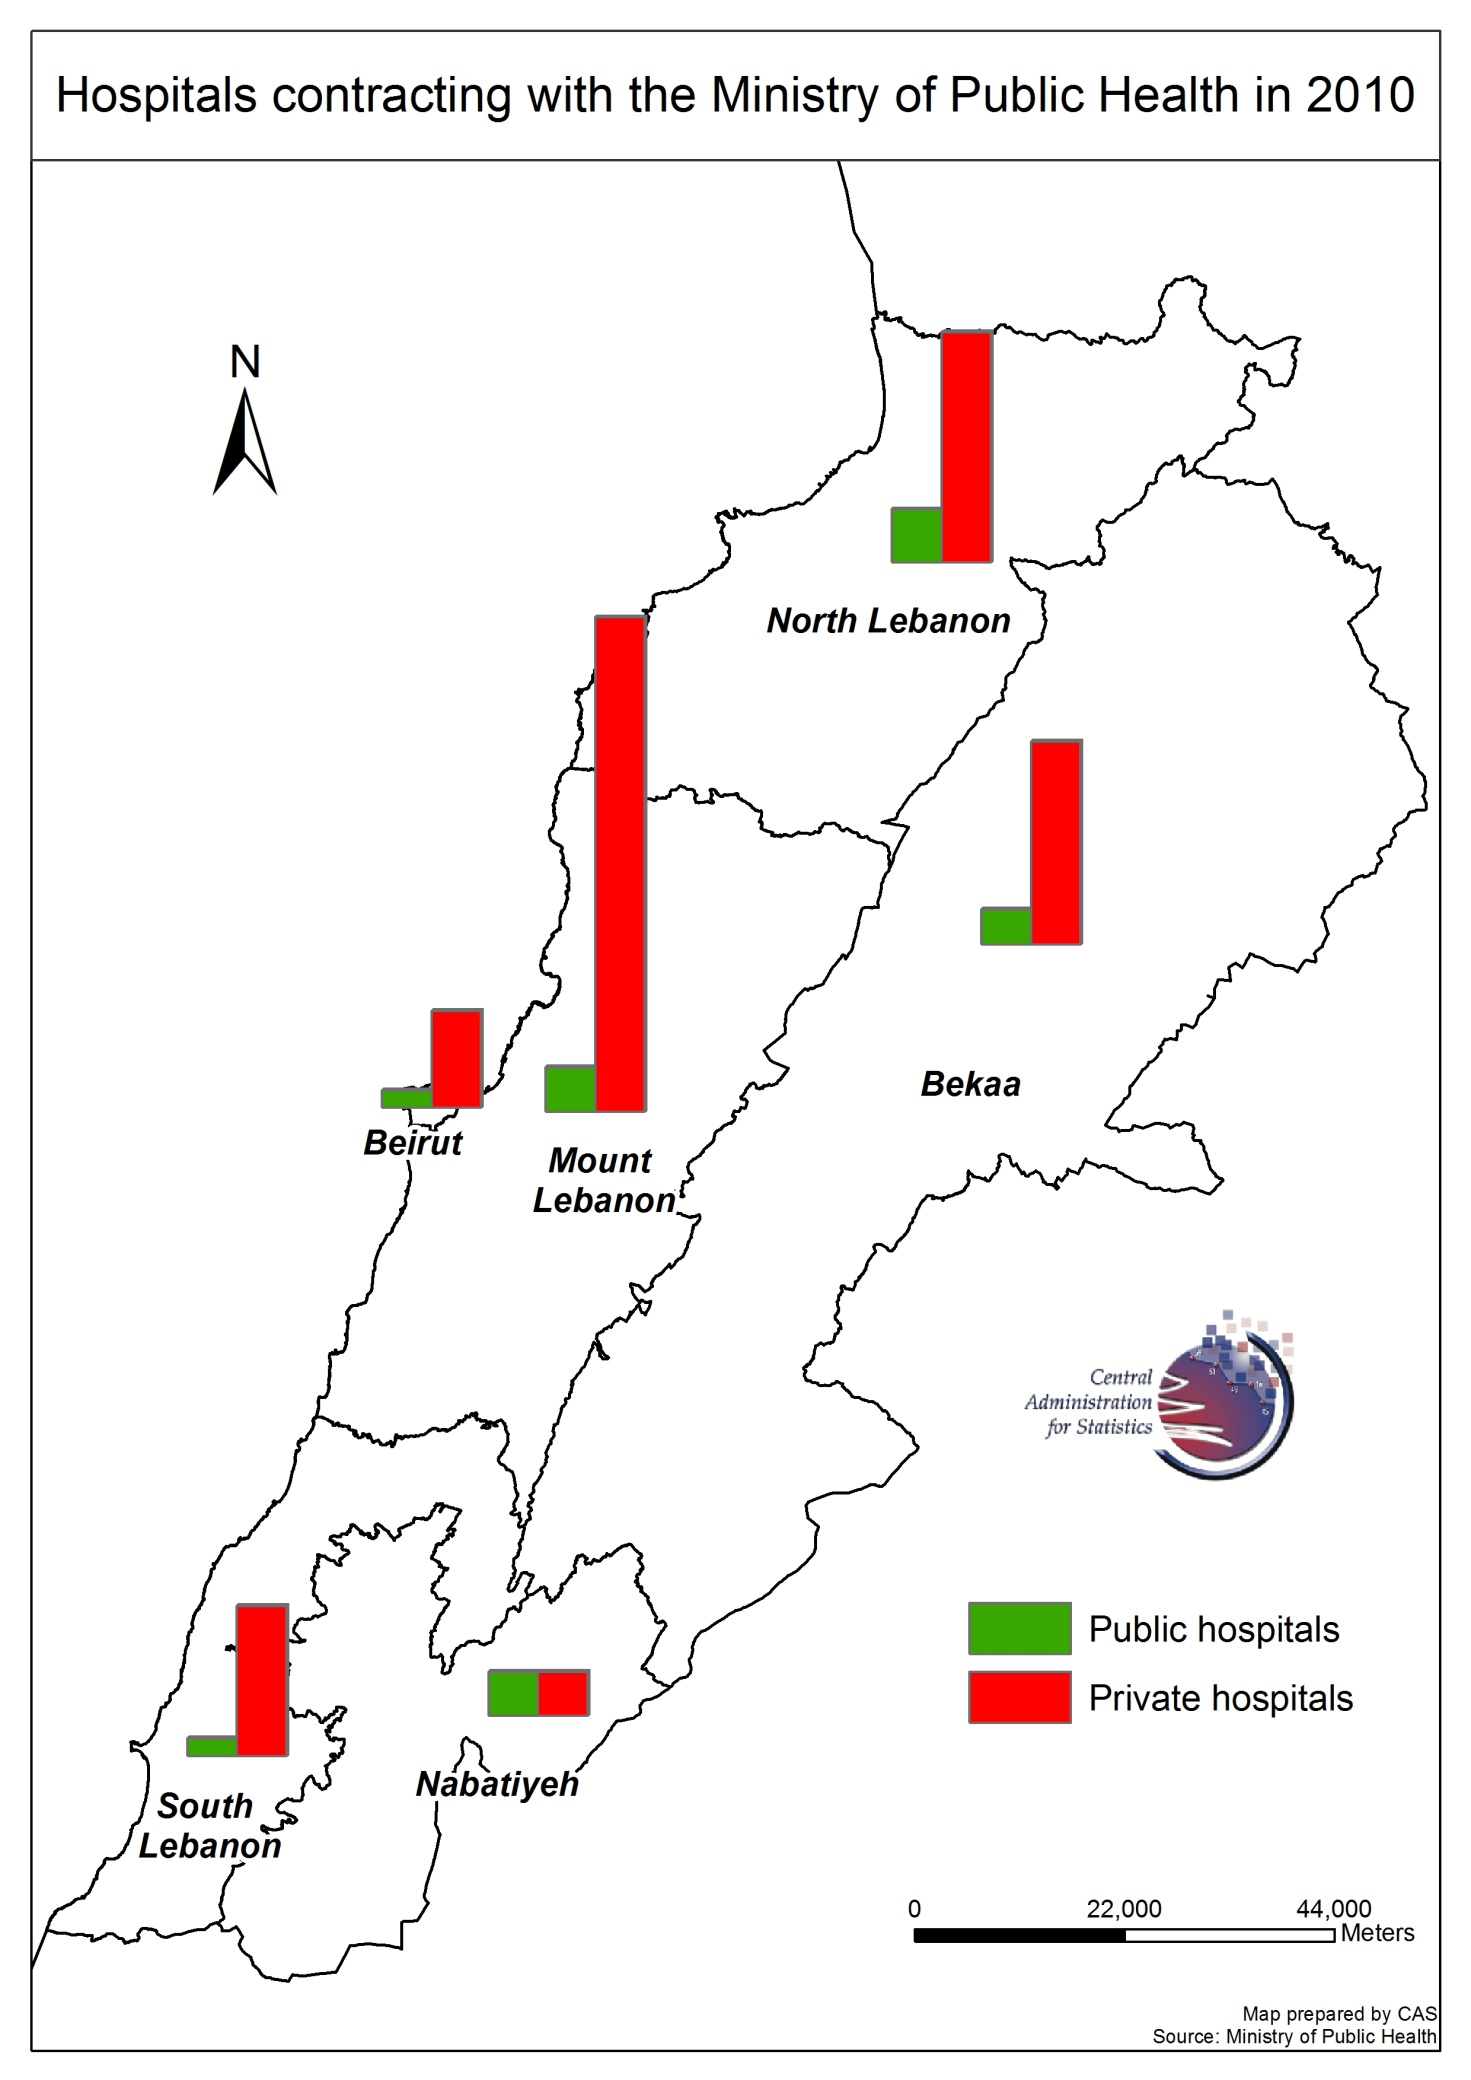 Hospitals contracting with the Ministry of Public Health in 2010
N
North Lebanon
Bekaa
Beirut
Mount
Lebanon
Central
Administration
for Statistics
Public hospitals
Private hospitals
Nabatiyeh
South
Lebanon
0 22,000 44,000
Meters
Map prepared by CAS
Source: Ministry of Public Health